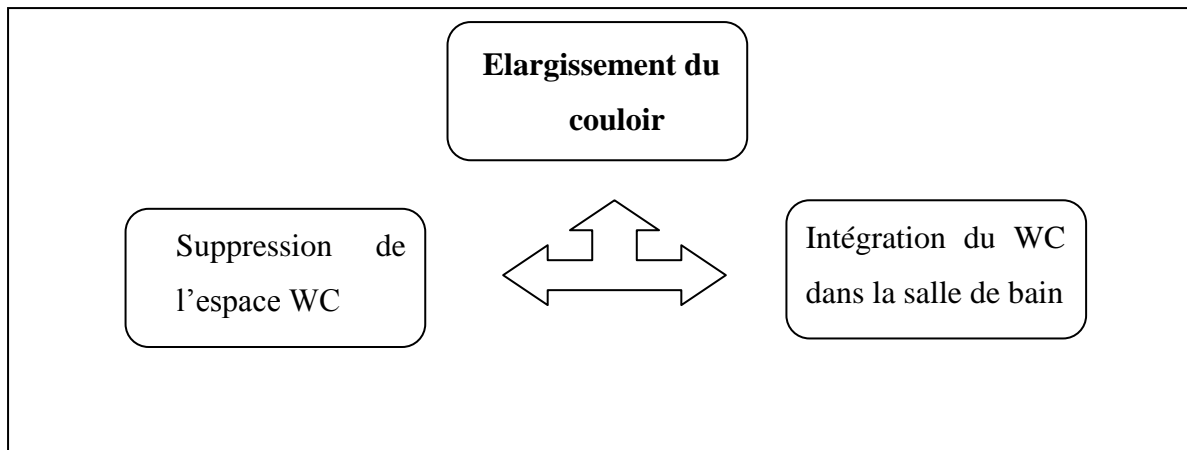 Elargissement du
couloir
Suppression de
l’espace WC
Intégration du WC
dans la salle de bain